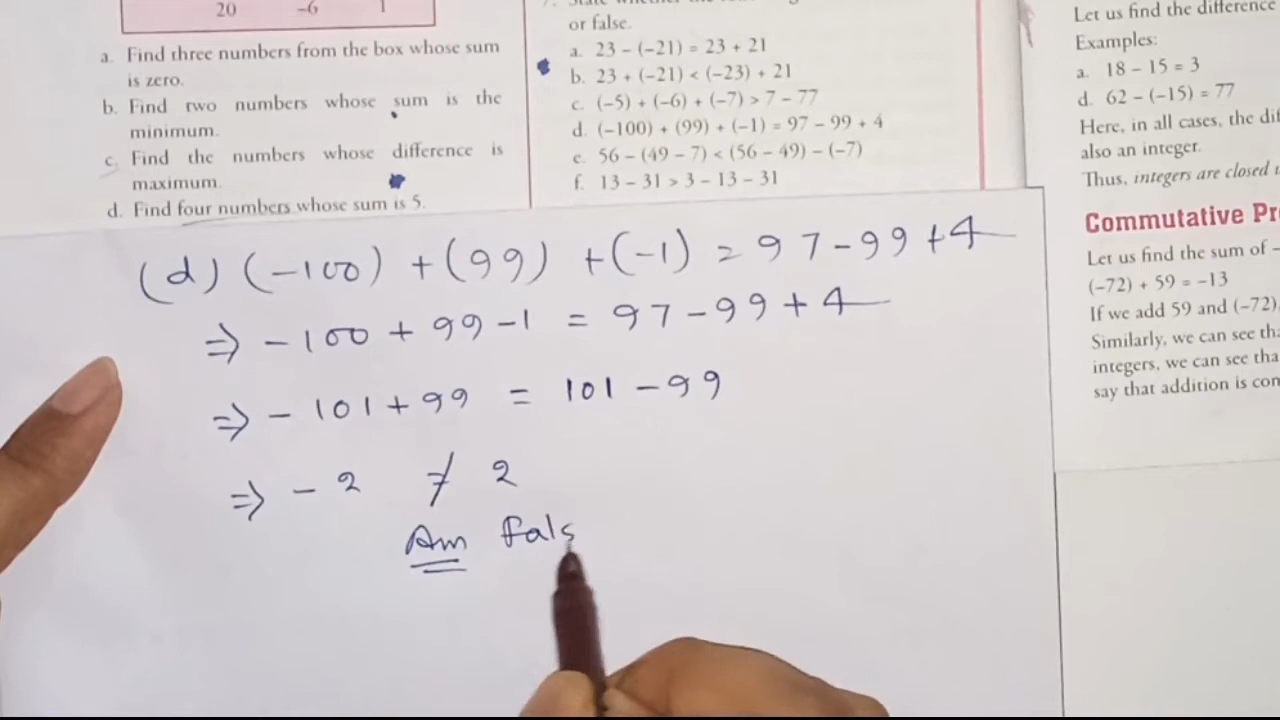 20 -6 1
a. Find three numbers from the box whose sum
is zero.
b. Find two numbers whose sum is the
minimum.
c. Find the numbers whose difference is
maximum.
d. Find four numbers whose sum is 5.
or false.
a. 23 – (–21) = 23 + 21
b. 23 + (–21) < (–23) + 21
c. (–5) + (–6) + (–7) > 7 – 77
d. (–100) + (99) + (–1) = 97 – 99 + 4
e. 56 – (49 – 7) < (56 – 49) – (–7)
f. 13 – 31 > 3 – 13 – 31
Let us find the difference
Examples:
a. 18 – 15 = 3
d. 62 – (–15) = 77
Here, in all cases, the
also an integer.
Thus, integers are closed
Commutative
Let us find the sum of –
(–72) + 59 = –13
If we add 59 and (–72),
Similarly, we can see
integers, we can see
say that addition is
(d) (-100) + (99) + (-1) = 97 - 99 + 4
⇒ - 100 + 99 - 1 = 97 - 99 + 4
⇒ - 101 + 99 = 101 - 99
⇒ - 2 ≠ 2
Ans Fals